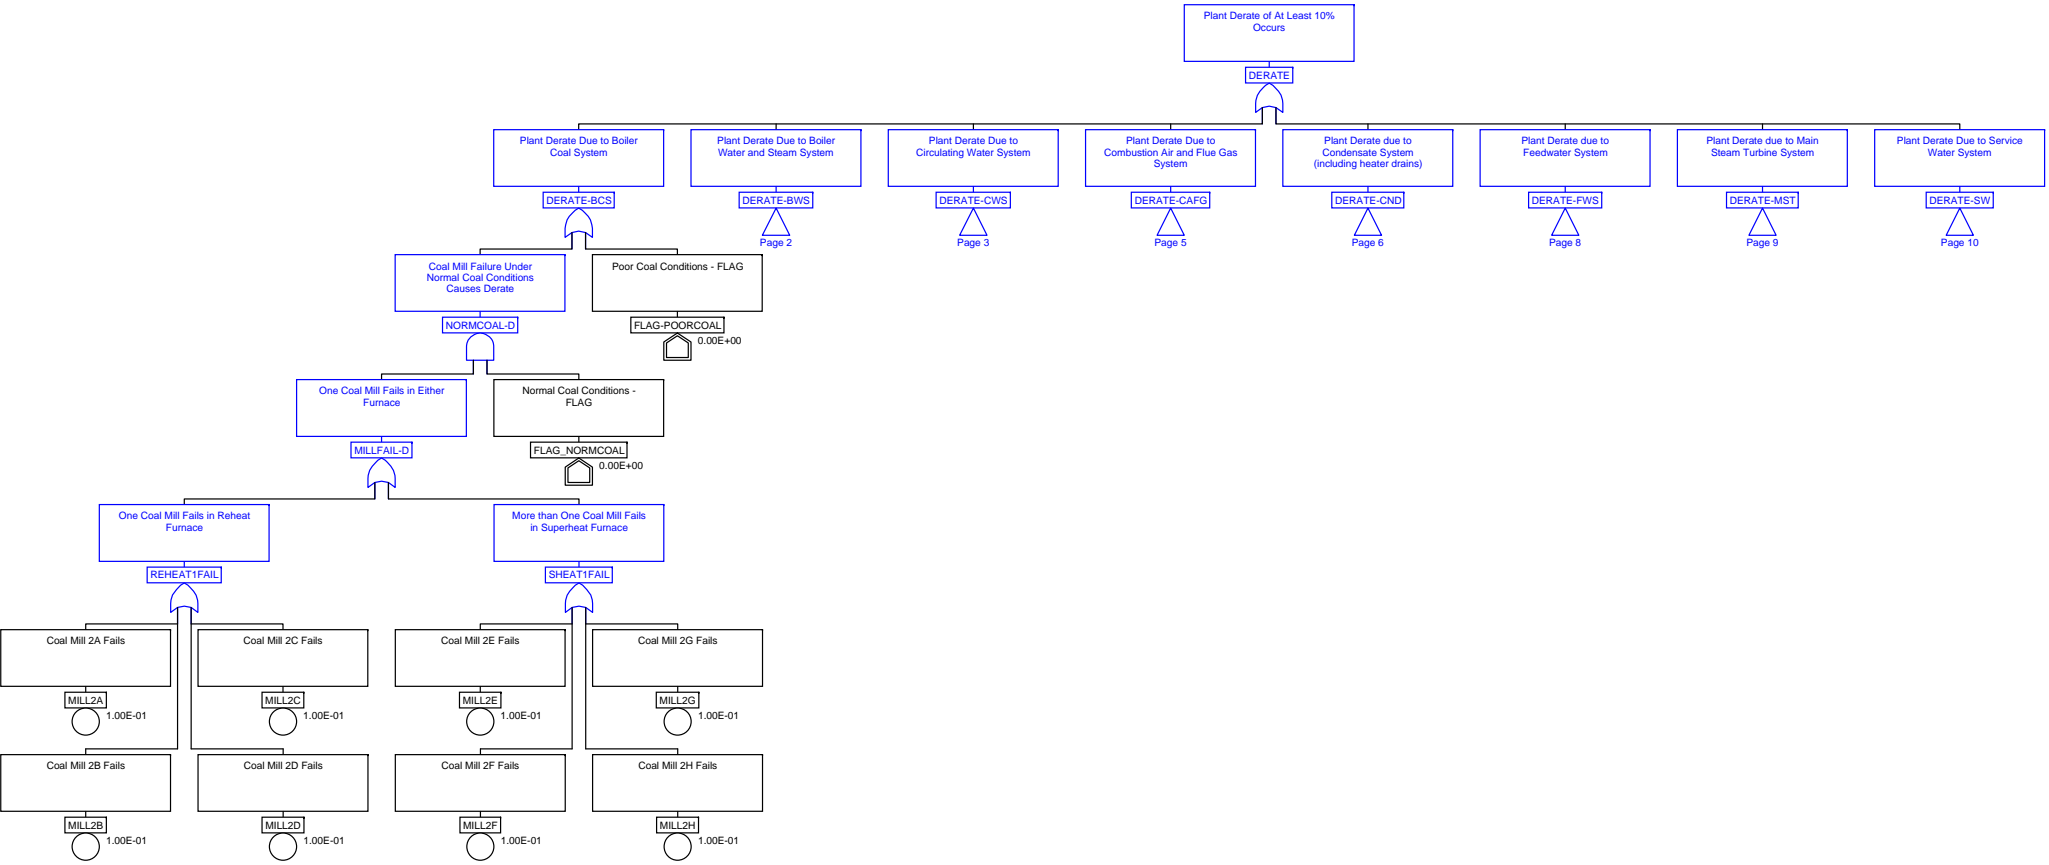 Plant Derate of At Least 10%
Occurs
DERATE
Plant Derate Due to Boiler
Coal System
DERATE-BCS
Plant Derate Due to Boiler
Water and Steam System
DERATE-BWS
Page 2
Plant Derate Due to
Circulating Water System
DERATE-CWS
Page 3
Plant Derate Due to
Combustion Air and Flue Gas
System
DERATE-CAFG
Page 5
Plant Derate due to
Condensate System
(including heater drains)
DERATE-CND
Page 6
Plant Derate due to
Feedwater System
DERATE-FWS
Page 8
Plant Derate due to Main
Steam Turbine System
DERATE-MST
Page 9
Plant Derate Due to Service
Water System
DERATE-SW
Page 10
Coal Mill Failure Under
Normal Coal Conditions
Causes Derate
NORMCOAL-D
Poor Coal Conditions - FLAG
FLAG-POORCOAL
0.00E+00
One Coal Mill Fails in Either
Furnace
MILLFAIL-D
Normal Coal Conditions -
FLAG
FLAG_NORMCOAL
0.00E+00
One Coal Mill Fails in Reheat
Furnace
REHEAT1FAIL
More than One Coal Mill Fails
in Superheat Furnace
SHEAT1FAIL
Coal Mill 2A Fails
MILL2A
1.00E-01
Coal Mill 2C Fails
MILL2C
1.00E-01
Coal Mill 2E Fails
MILL2E
1.00E-01
Coal Mill 2G Fails
MILL2G
1.00E-01
Coal Mill 2B Fails
MILL2B
1.00E-01
Coal Mill 2D Fails
MILL2D
1.00E-01
Coal Mill 2F Fails
MILL2F
1.00E-01
Coal Mill 2H Fails
MILL2H
1.00E-01